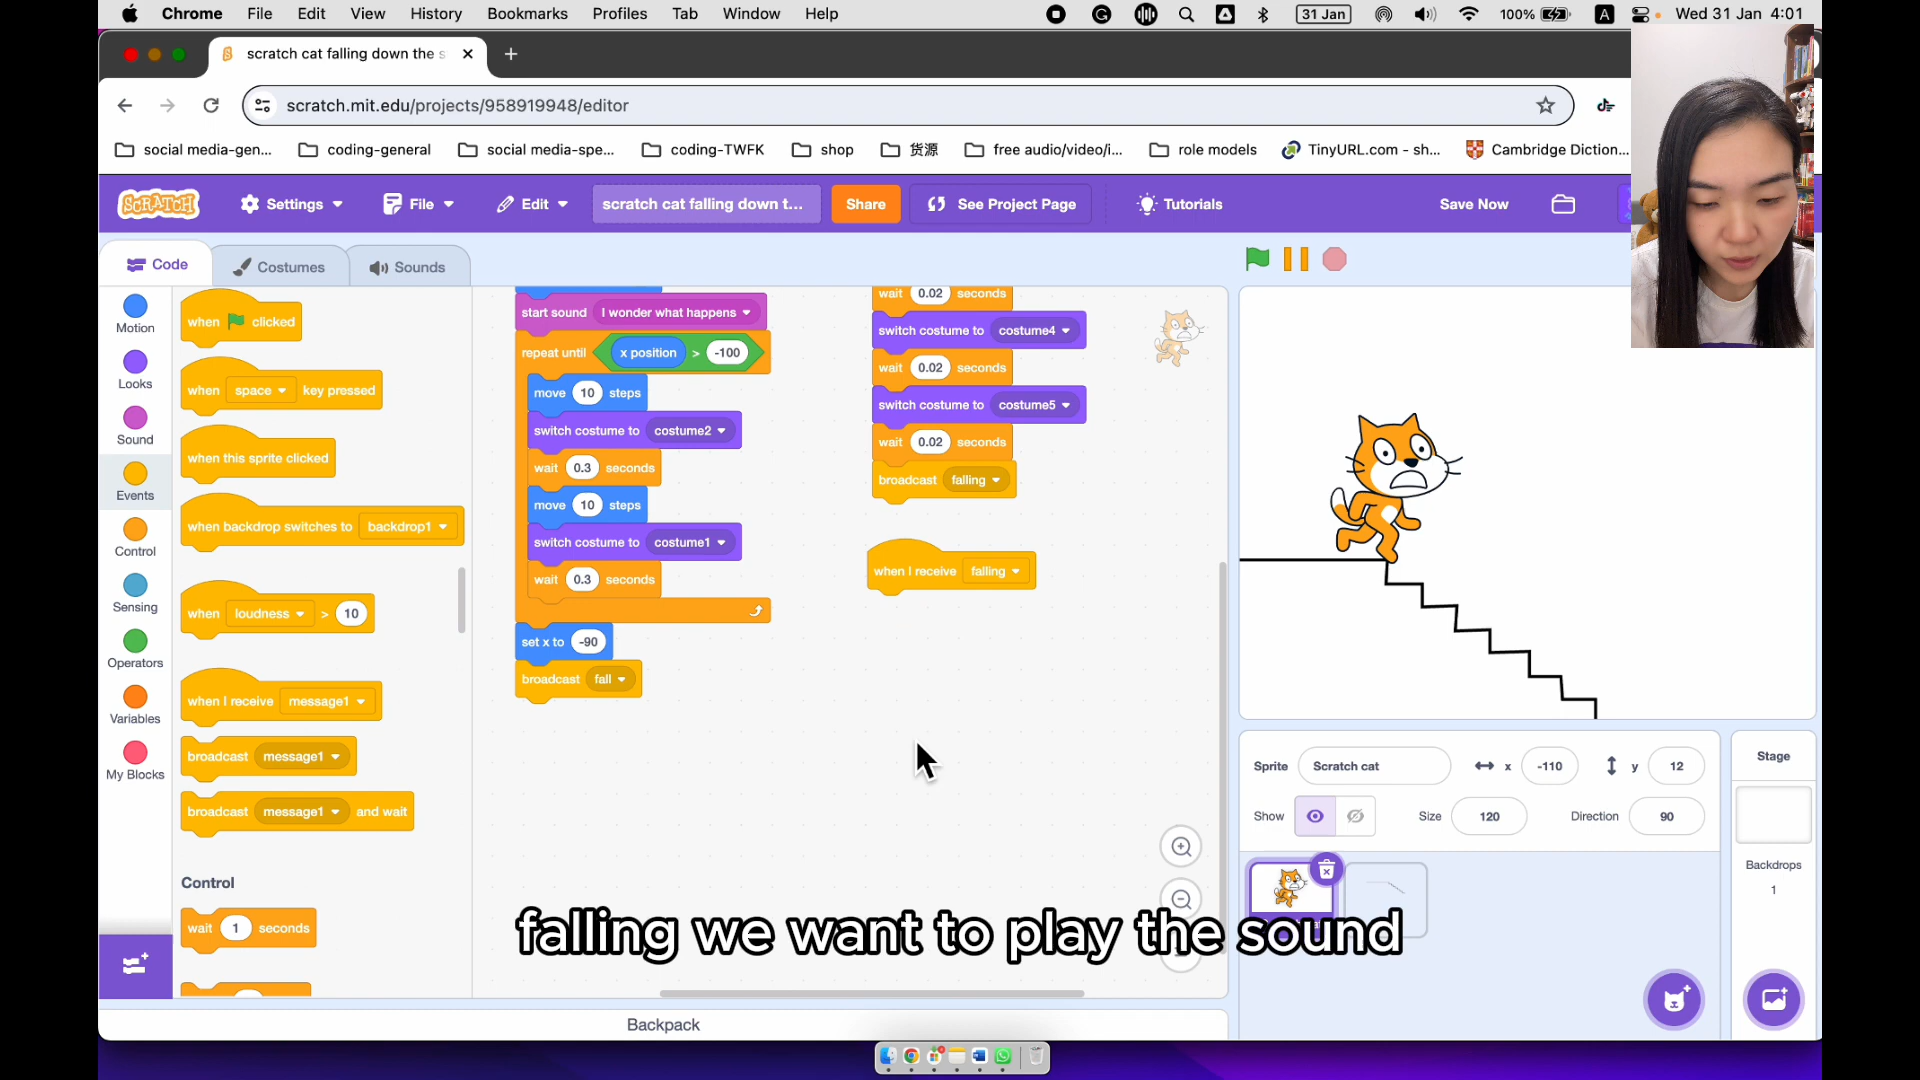 Chrome File Edit View History Bookmarks Profiles Tab Window Help 31 Jan 100% A Wed 31 Jan 4:01
scratch cat falling down the s
scratch.mit.edu/projects/958919948/editor
social media-gen... coding-general social media-spe... coding-TWFK shop 货源 free audio/video/i... role models TinyURL.com - sh... Cambridge Diction...
SCRATCH Settings File Edit scratch cat falling down t... Share See Project Page Tutorials Save Now
Code Costumes Sounds
Motion
Looks
Sound
Events
Control
Sensing
Operators
Variables
My Blocks
when clicked
when space key pressed
when this sprite clicked
when backdrop switches to backdrop1
when loudness > 10
when I receive message1
broadcast message1
broadcast message1 and wait
Control
wait 1 seconds
start sound I wonder what happens
repeat until x position > -100
move 10 steps
switch costume to costume2
wait 0.3 seconds
move 10 steps
switch costume to costume1
wait 0.3 seconds
set x to -90
broadcast fall
wait 0.02 seconds
switch costume to costume4
wait 0.02 seconds
switch costume to costume5
wait 0.02 seconds
broadcast falling
when I receive falling
Sprite Scratch cat x -110 y 12
Show Size 120 Direction 90
Stage
Backdrops
1
falling we want to play the sound
Backpack